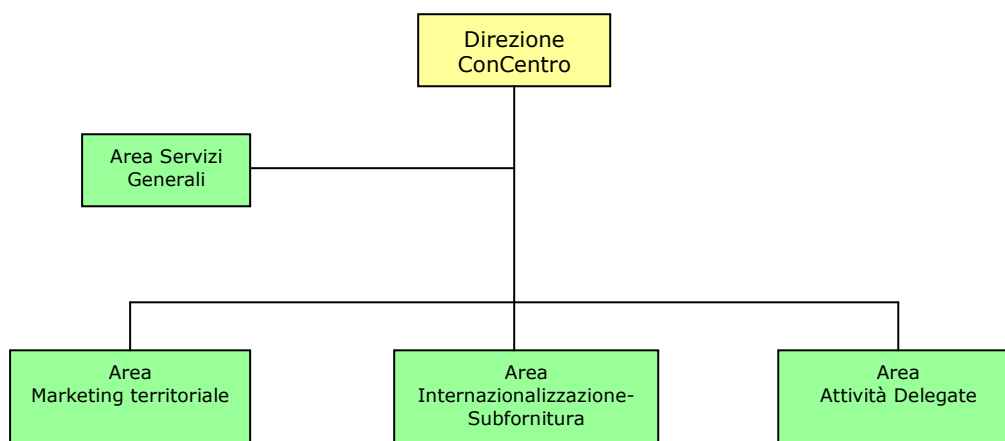 Direzione
ConCentro
Area Servizi
Generali
Area
Marketing territoriale
Area
Internazionalizzazione-
Subfornitura
Area
Attività Delegate